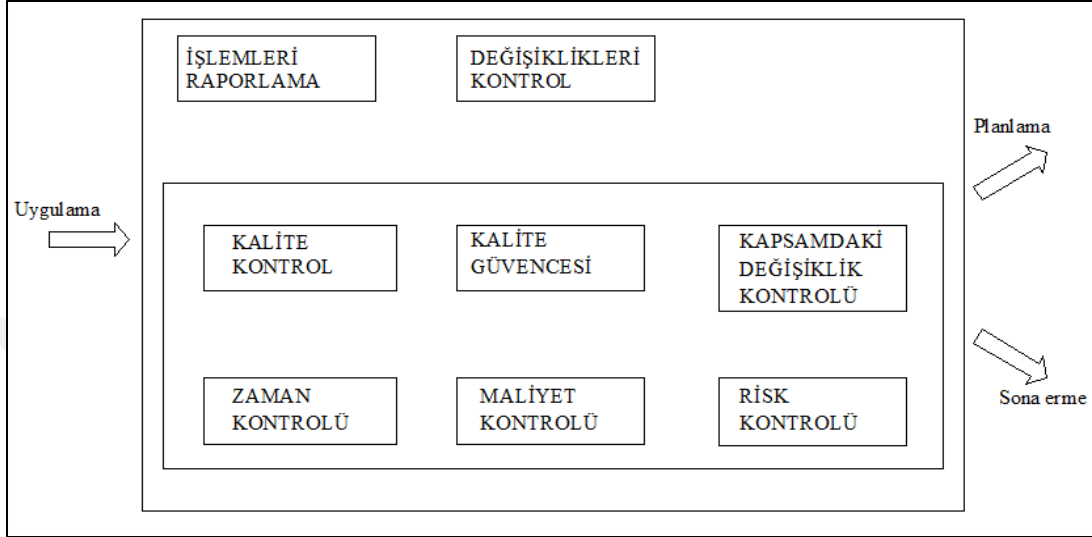 İŞLEMLERİ
RAPORLAMA
DEĞİŞİKLİKLERİ
KONTROL
Planlama
Uygulama
KALİTE
KONTROL
KALİTE
GÜVENCESİ
KAPSAMDAKİ
DEĞİŞİKLİK
KONTROLÜ
ZAMAN
KONTROLÜ
MALİYET
KONTROLÜ
RİSK
KONTROLÜ
Sona erme